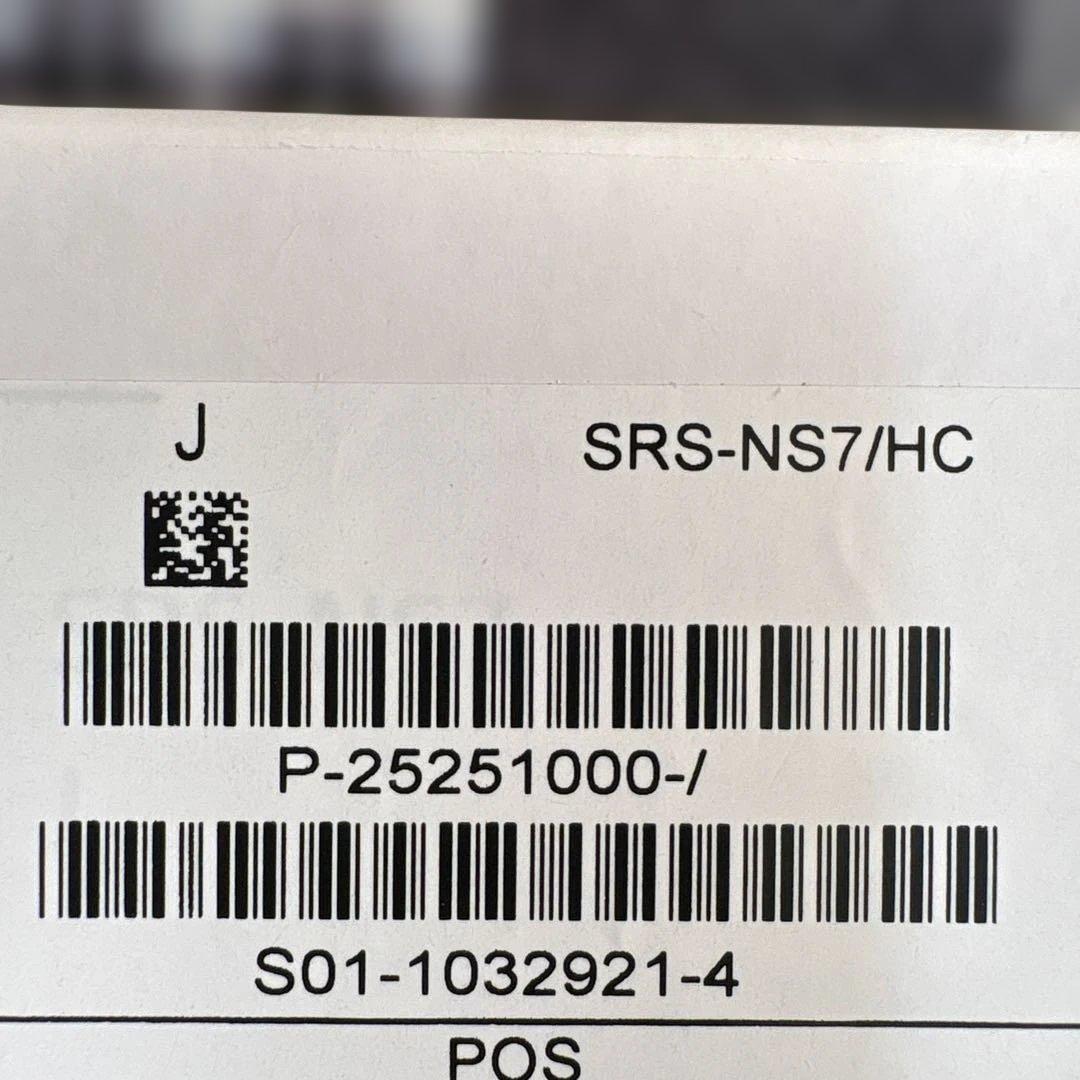 J
SRS-NS7/HC
P-25251000-/
S01-1032921-4
POS